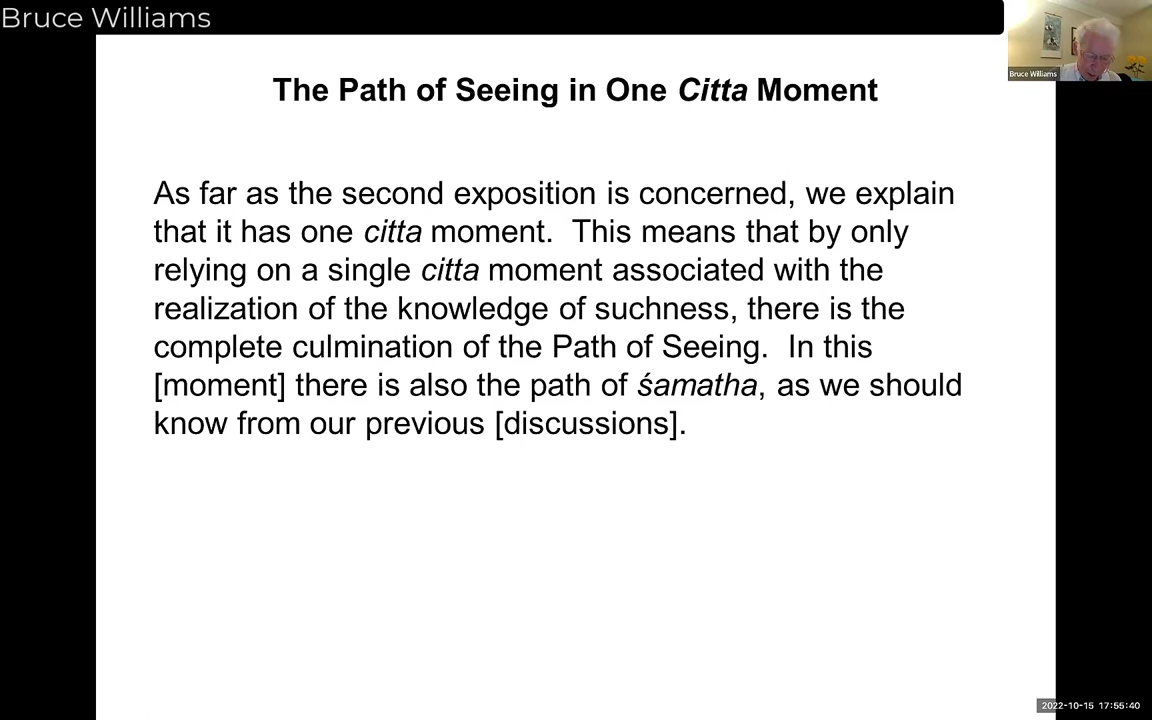 Bruce Williams
Bruce Williams
The Path of Seeing in One Citta Moment
As far as the second exposition is concerned, we explain
that it has one citta moment.  This means that by only
relying on a single citta moment associated with the
realization of the knowledge of suchness, there is the
complete culmination of the Path of Seeing.  In this
[moment] there is also the path of śamatha, as we should
know from our previous [discussions].
2022-10-15 17:55:40